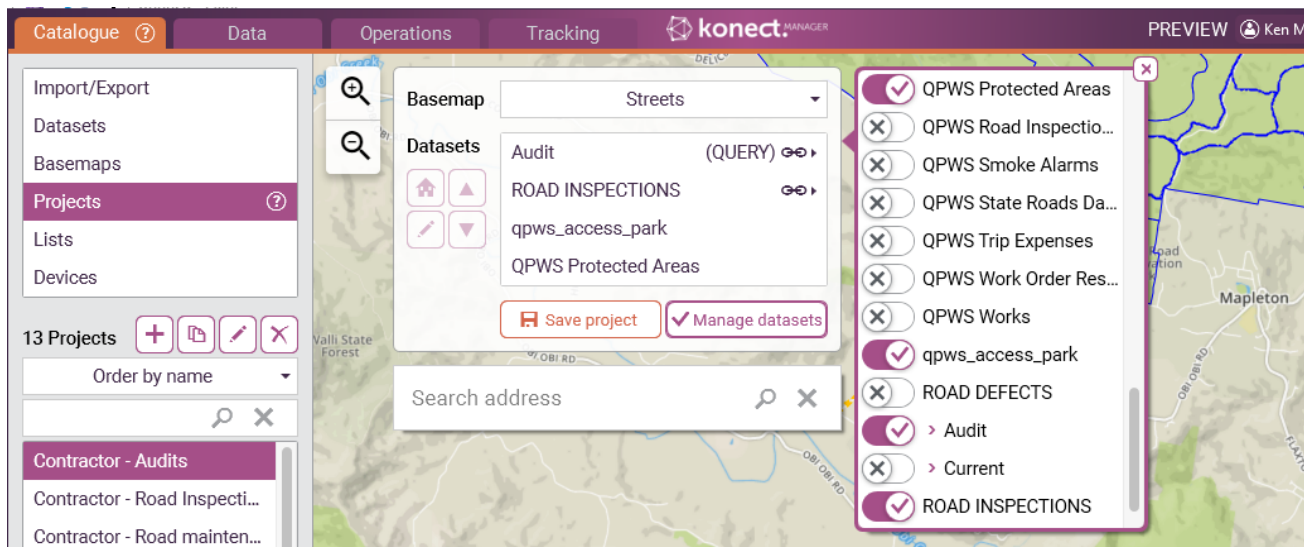 Catalogue ?
Data
Operations
Tracking
konect:MANAGER
PREVIEW Ken M
Import/Export
Datasets
Basemaps
Projects ?
Lists
Devices
13 Projects
Order by name
Contractor - Audits
Contractor - Road Inspecti...
Contractor - Road mainten...
Basemap Streets
Datasets
Audit (QUERY)
ROAD INSPECTIONS
qpws_access_park
QPWS Protected Areas
Save project
Manage datasets
Search address
QPWS Protected Areas
QPWS Road Inspectio...
QPWS Smoke Alarms
QPWS State Roads Da...
QPWS Trip Expenses
QPWS Work Order Res...
QPWS Works
qpws_access_park
ROAD DEFECTS
> Audit
> Current
ROAD INSPECTIONS
Mapleton
OBI OBI RD
OBI OBI RD
OBI OBI RD
Valli State
Forest
Road